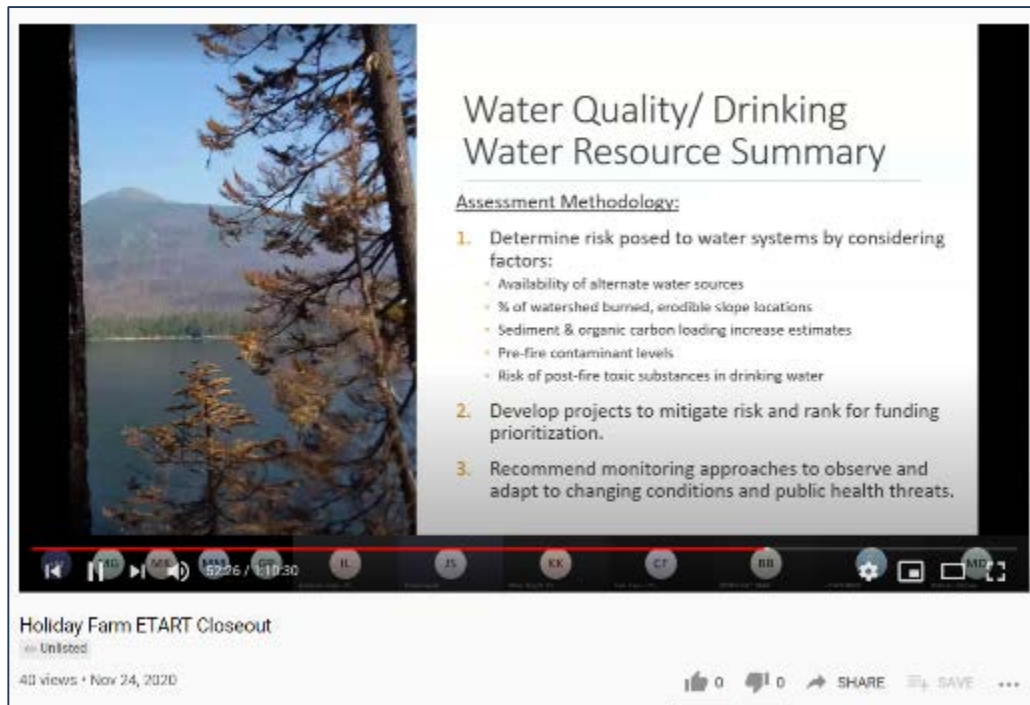 Water Quality/ Drinking
Water Resource Summary
Assessment Methodology:
1. Determine risk posed to water systems by considering
factors:
Availability of alternate water sources
% of watershed burned, erodible slope locations
Sediment & organic carbon loading increase estimates
Pre-fire contaminant levels
Risk of post-fire toxic substances in drinking water
2. Develop projects to mitigate risk and rank for funding
prioritization.
3. Recommend monitoring approaches to observe and
adapt to changing conditions and public health threats.
MG IL JS KK CT BB MD
52:26 / 1:10:30
Holiday Farm ETART Closeout
Unlisted
40 views • Nov 24, 2020
0 0 SHARE SAVE